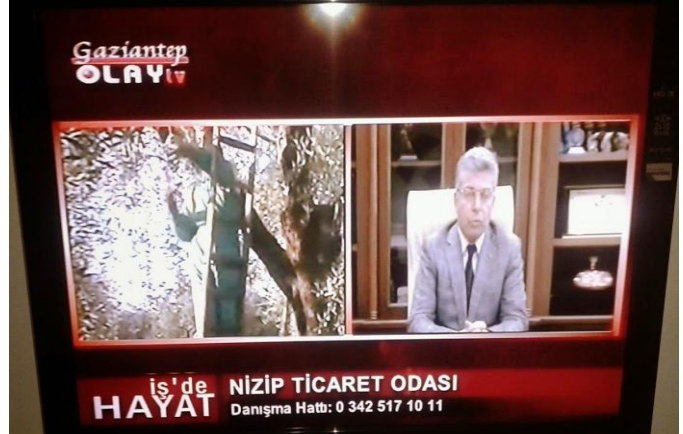 Gaziantep
OLAY tv
iş'de
HAYAT
NİZİP TİCARET ODASI
Danışma Hattı: 0 342 517 10 11